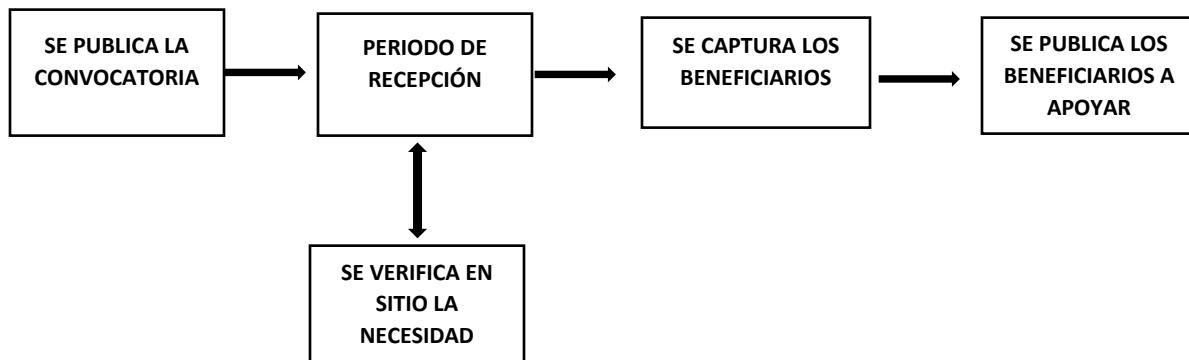 SE PUBLICA LA
CONVOCATORIA
PERIODO DE
RECEPCIÓN
SE CAPTURA LOS
BENEFICIARIOS
SE PUBLICA LOS
BENEFICIARIOS A
APOYAR
SE VERIFICA EN
SITIO LA
NECESIDAD